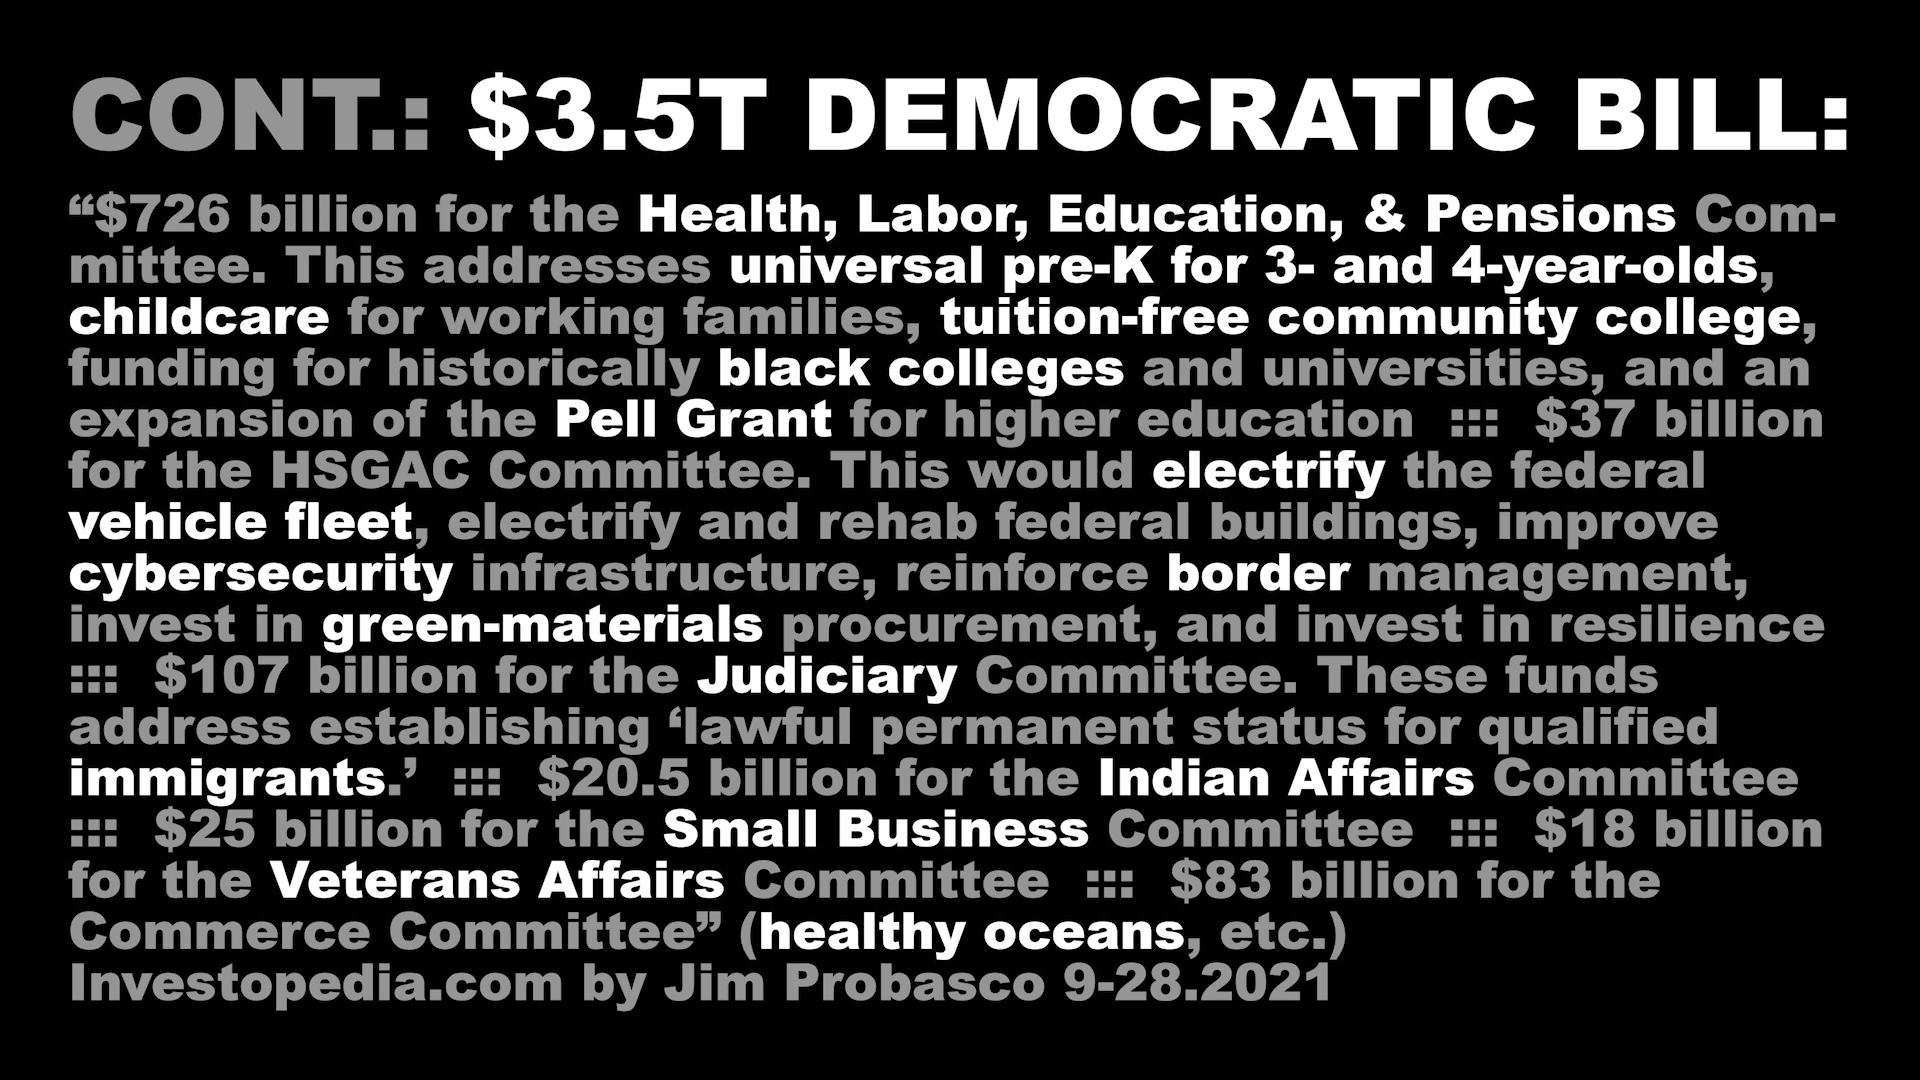 CONT.: $3.5T DEMOCRATIC BILL:
“$726 billion for the Health, Labor, Education, & Pensions Com-
mittee. This addresses universal pre-K for 3- and 4-year-olds,
childcare for working families, tuition-free community college,
funding for historically black colleges and universities, and an
expansion of the Pell Grant for higher education ::: $37 billion
for the HSGAC Committee. This would electrify the federal
vehicle fleet, electrify and rehab federal buildings, improve
cybersecurity infrastructure, reinforce border management,
invest in green-materials procurement, and invest in resilience
::: $107 billion for the Judiciary Committee. These funds
address establishing ‘lawful permanent status for qualified
immigrants.’ ::: $20.5 billion for the Indian Affairs Committee
::: $25 billion for the Small Business Committee ::: $18 billion
for the Veterans Affairs Committee ::: $83 billion for the
Commerce Committee” (healthy oceans, etc.)
Investopedia.com by Jim Probasco 9-28.2021